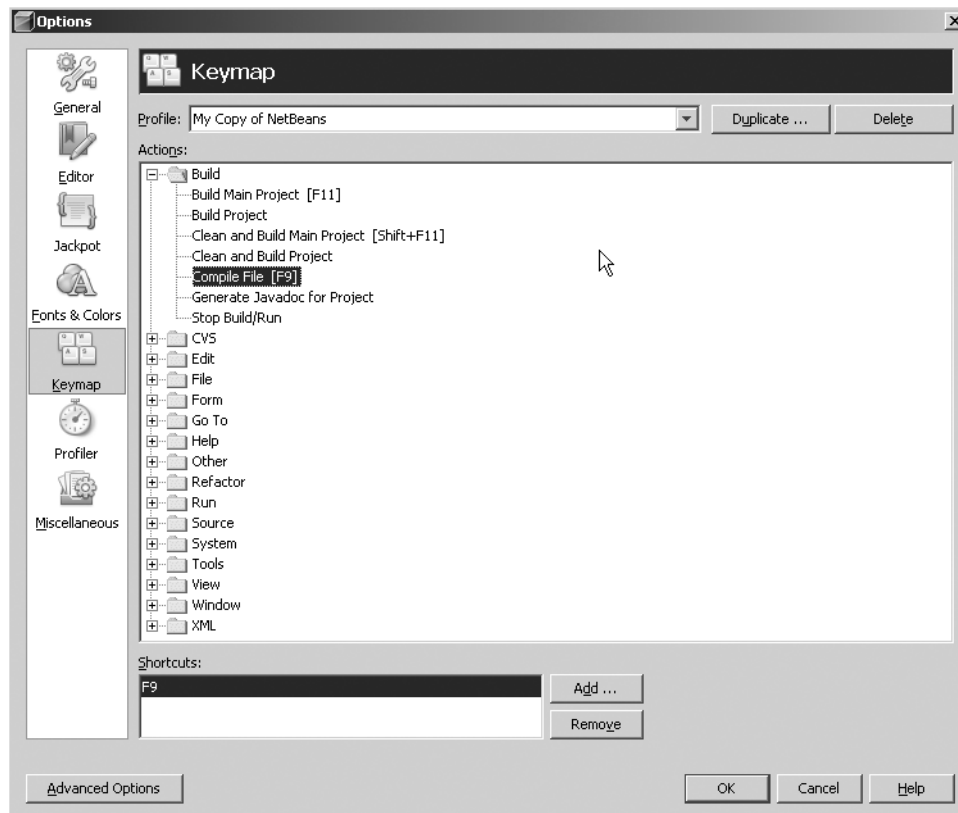 Options
General
Editor
Jackpot
Fonts & Colors
Keymap
Profiler
Miscellaneous
Keymap
Profile: My Copy of NetBeans Duplicate ... Delete
Actions:
Build
Build Main Project [F11]
Build Project
Clean and Build Main Project [Shift+F11]
Clean and Build Project
Compile File [F9]
Generate Javadoc for Project
Stop Build/Run
CVS
Edit
File
Form
Go To
Help
Other
Refactor
Run
Source
System
Tools
View
Window
XML
Shortcuts:
F9
Add ...
Remove
Advanced Options OK Cancel Help